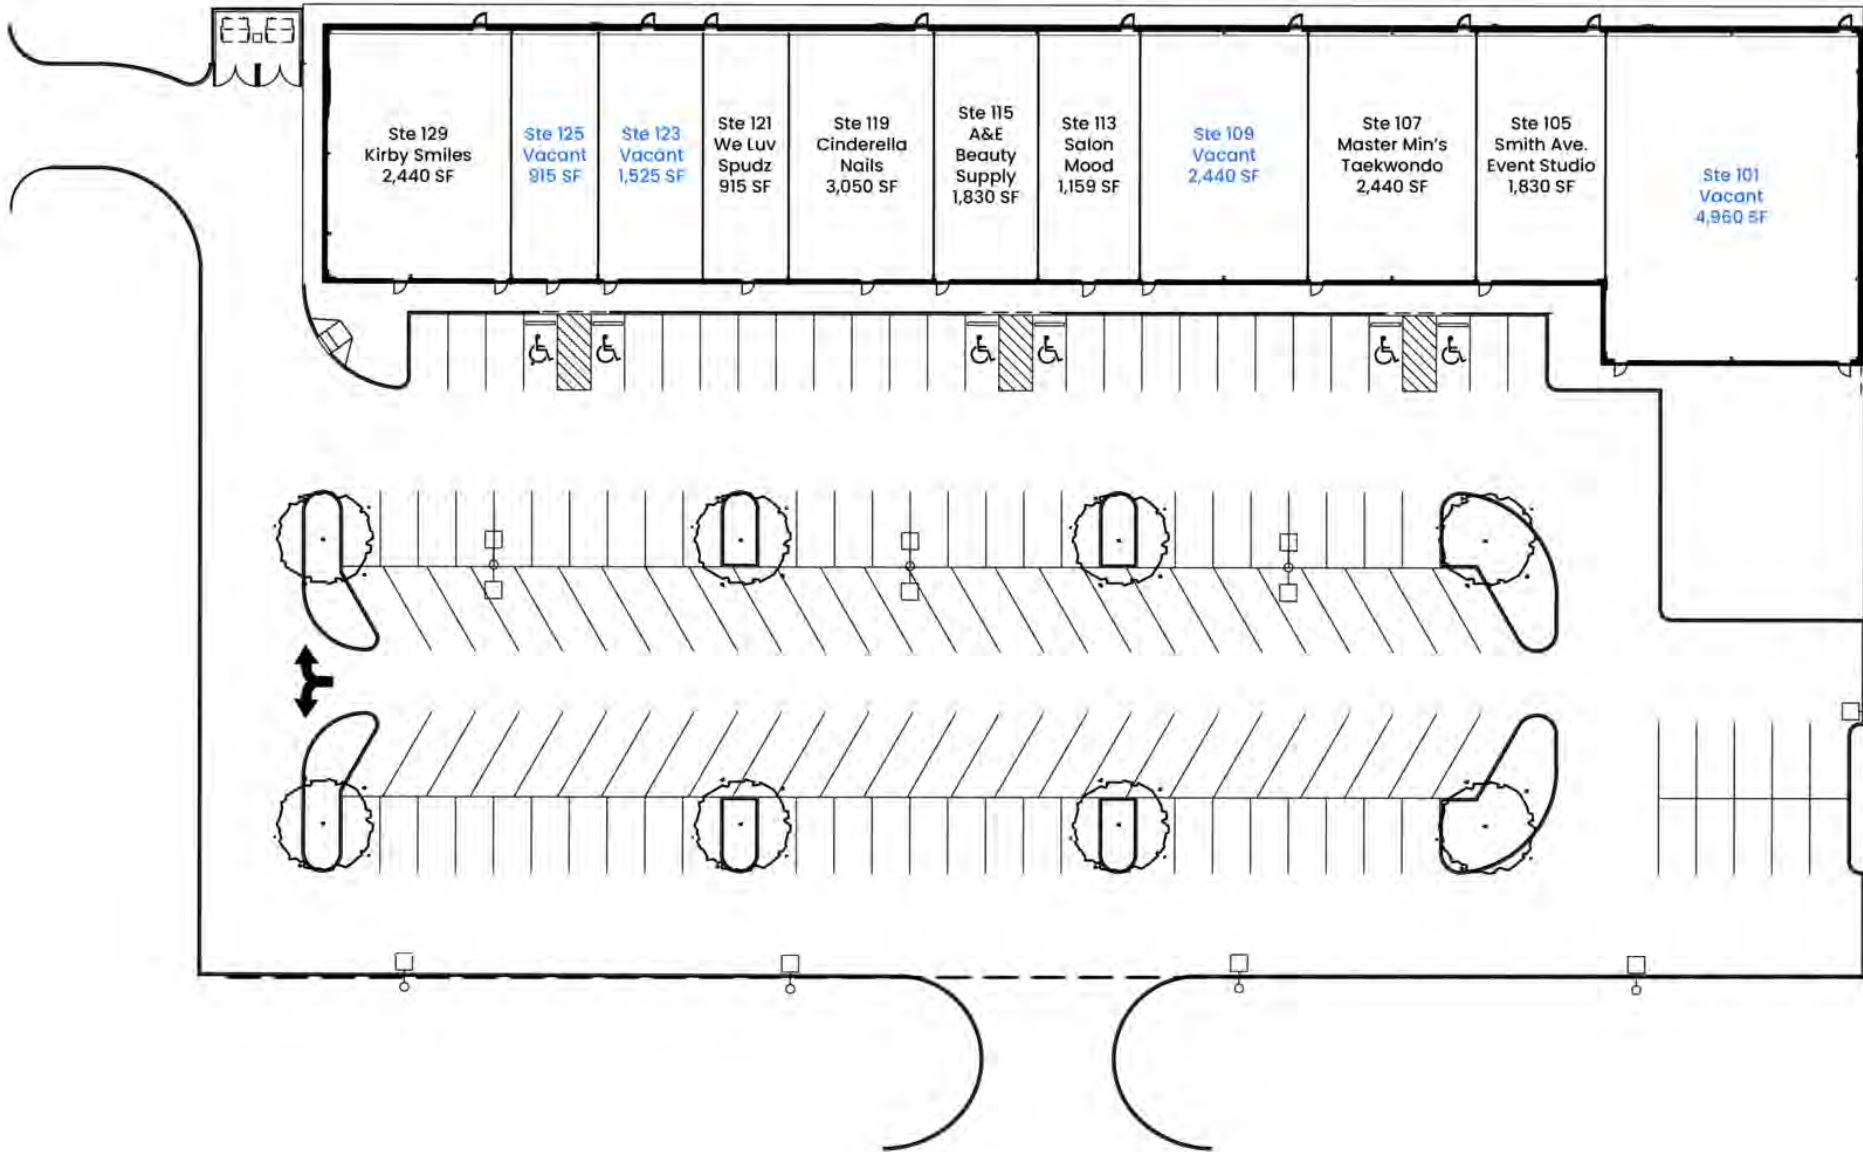 Ste 129
Kirby Smiles
2,440 SF
Ste 125
Vacant
915 SF
Ste 123
Vacant
1,525 SF
Ste 121
We Luv
Spudz
915 SF
Ste 119
Cinderella
Nails
3,050 SF
Ste 115
A&E
Beauty
Supply
1,830 SF
Ste 113
Salon
Mood
1,159 SF
Ste 109
Vacant
2,440 SF
Ste 107
Master Min's
Taekwondo
2,440 SF
Ste 105
Smith Ave.
Event Studio
1,830 SF
Ste 101
Vacant
4,960 SF